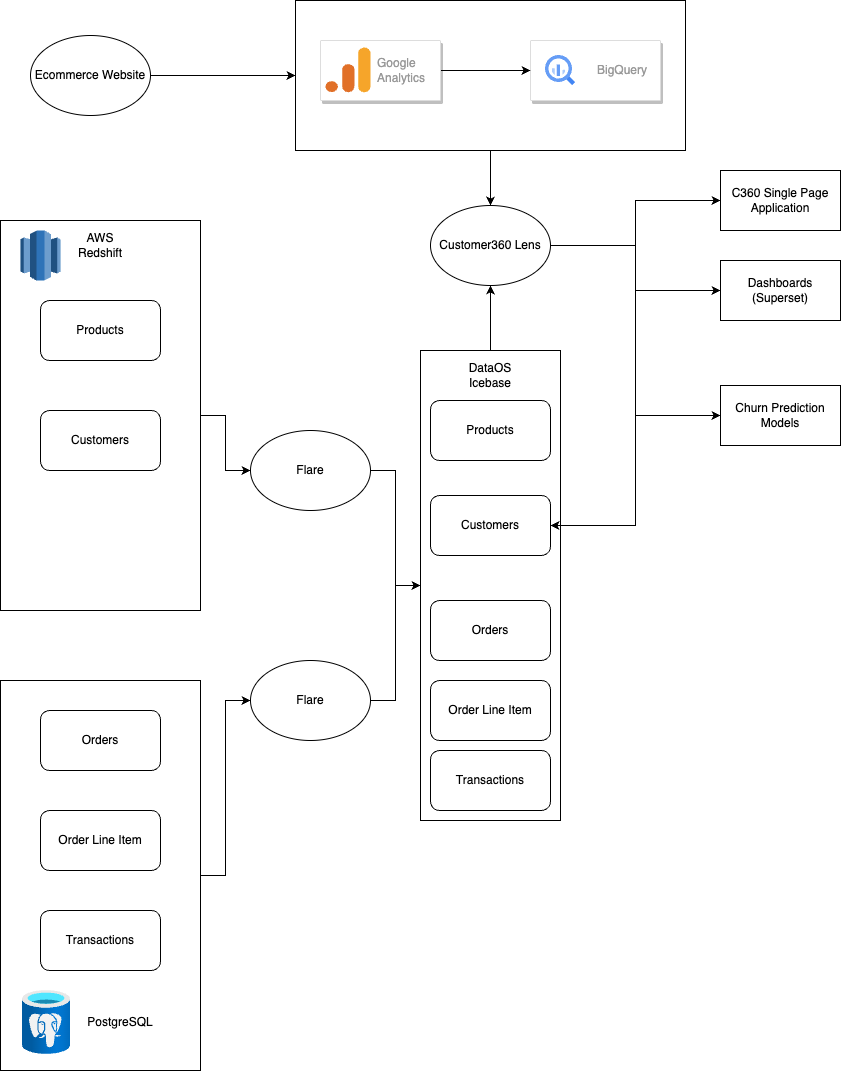 Ecommerce Website
Google
Analytics
BigQuery
C360 Single Page
Application
Customer360 Lens
AWS
Redshift
Dashboards
(Superset)
Products
DataOS
Icebase
Products
Churn Prediction
Models
Customers
Flare
Customers
Orders
Flare
Order Line Item
Orders
Transactions
Order Line Item
Transactions
PostgreSQL